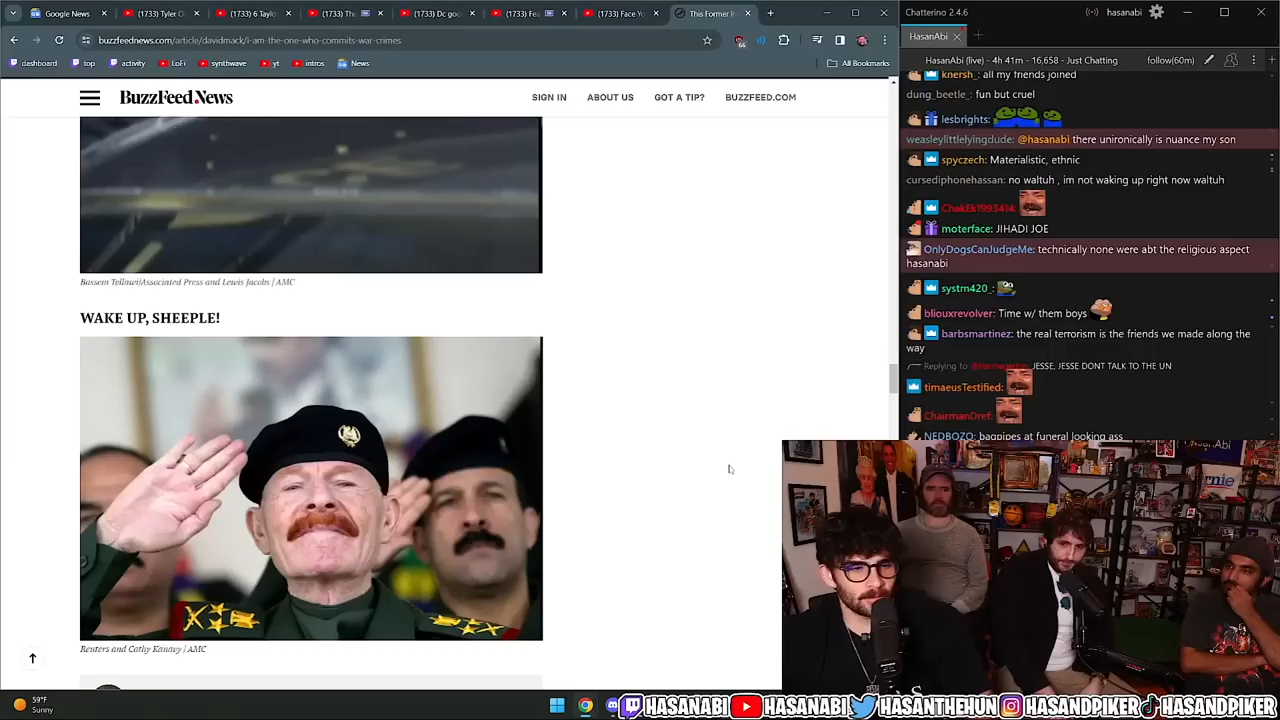 Google News
(1733) Tyler O
(1733) 6 Taylo
(1733) The
(1733) Dc goo
(1733) Fea
(1733) Face Yo
This Former Ir
buzzfeednews.com/article/davidmack/i-am-the-one-who-commits-war-crimes
dashboard
top
activity
LoFi
synthwave
yt
intros
News
All Bookmarks
BuzzFeed News
SIGN IN
ABOUT US
GOT A TIP?
BUZZFEED.COM
Bassem Tellawi/Associated Press and Lewis Jacobs / AMC
WAKE UP, SHEEPLE!
Reuters and Cathy Kanavy / AMC
59°F
Sunny
Chatterino 2.4.6
hasanabi
HasanAbi
HasanAbi (live) - 4h 41m - 16,658 - Just Chatting
follow(60m)
knersh_: all my friends joined
dung_beetle_: fun but cruel
lesbrights:
weasleylittlelyingdude: @hasanabi there unironically is nuance my son
spyczech: Materialistic, ethnic
cursediphonehassan: no waltuh , im not waking up right now waltuh
ChakEk1993414:
moterface: JIHADI JOE
OnlyDogsCanJudgeMe: technically none were abt the religious aspect
hasanabi
systm420_:
bliouxrevolver: Time w/ them boys
barbsmartinez: the real terrorism is the friends we made along the
way
Replying to
JESSE, JESSE DONT TALK TO THE UN
timaeusTestified:
ChairmanDref:
NEDBOZO: bagpipes at funeral looking ass
HASANABI
HASANABI
HASANTHEHUN
HASANDPIKER
HASANDPIKER